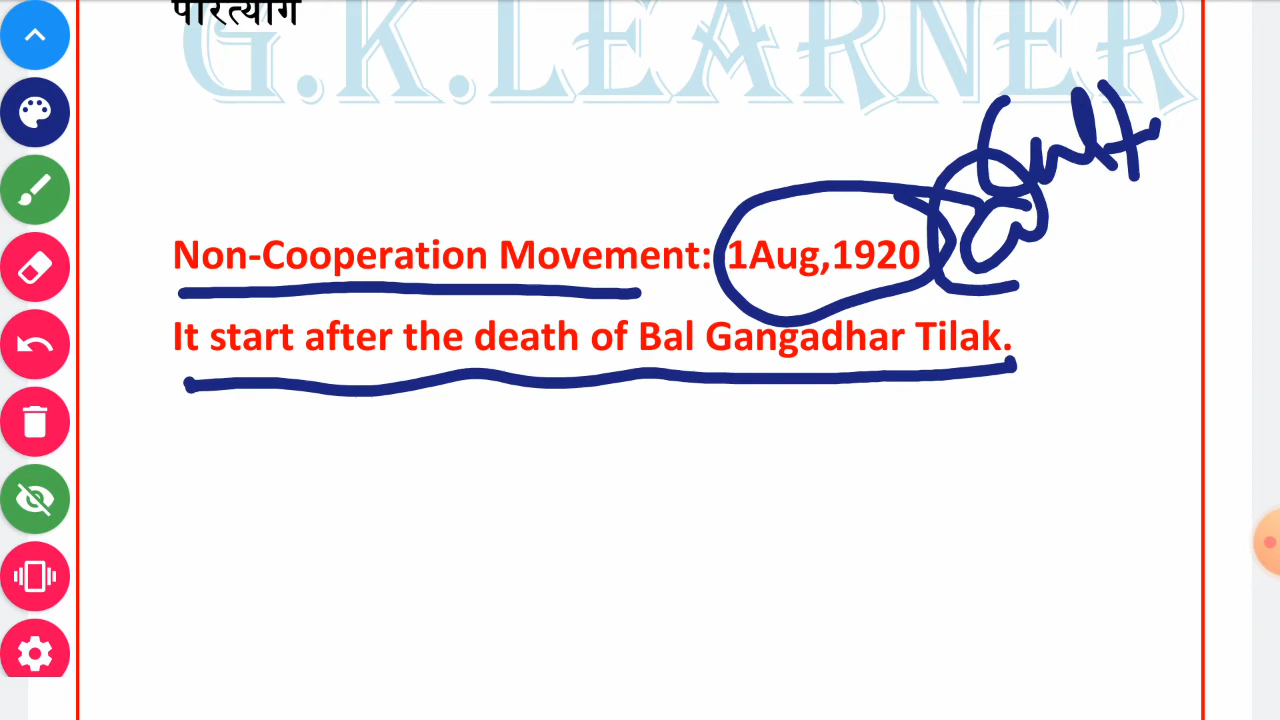 परित्याग
G.K.LEARNER
Non-Cooperation Movement: 1Aug,1920
It start after the death of Bal Gangadhar Tilak.